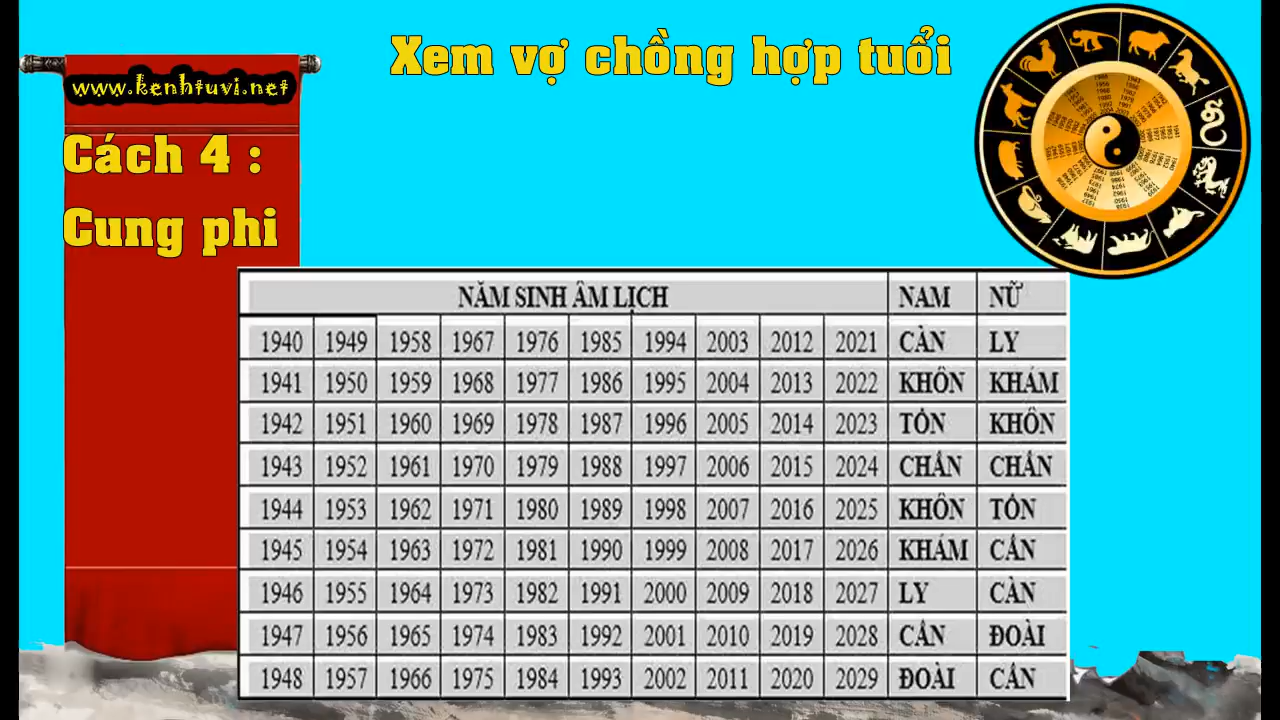 Xem vợ chồng hợp tuổi
www.kenhtuvi.net
Cách 4 :
Cung phi
NĂM SINH ÂM LỊCH NAM NỮ
1940 1949 1958 1967 1976 1985 1994 2003 2012 2021 CÀN LY
1941 1950 1959 1968 1977 1986 1995 2004 2013 2022 KHÔN KHẢM
1942 1951 1960 1969 1978 1987 1996 2005 2014 2023 TỐN KHÔN
1943 1952 1961 1970 1979 1988 1997 2006 2015 2024 CHẤN CHẤN
1944 1953 1962 1971 1980 1989 1998 2007 2016 2025 KHÔN TỐN
1945 1954 1963 1972 1981 1990 1999 2008 2017 2026 KHẢM CẤN
1946 1955 1964 1973 1982 1991 2000 2009 2018 2027 LY CÀN
1947 1956 1965 1974 1983 1992 2001 2010 2019 2028 CẤN ĐOÀI
1948 1957 1966 1975 1984 1993 2002 2011 2020 2029 ĐOÀI CẤN